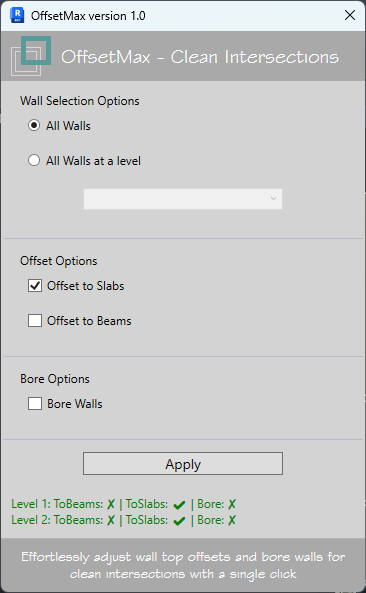 OffsetMax version 1.0
OffsetMax - Clean Intersections
Wall Selection Options
All Walls
All Walls at a level
Offset Options
Offset to Slabs
Offset to Beams
Bore Options
Bore Walls
Apply
Level 1: ToBeams: ✗ | ToSlabs: ✔ | Bore: ✗
Level 2: ToBeams: ✗ | ToSlabs: ✔ | Bore: ✗
Effortlessly adjust wall top offsets and bore walls for
clean intersections with a single click